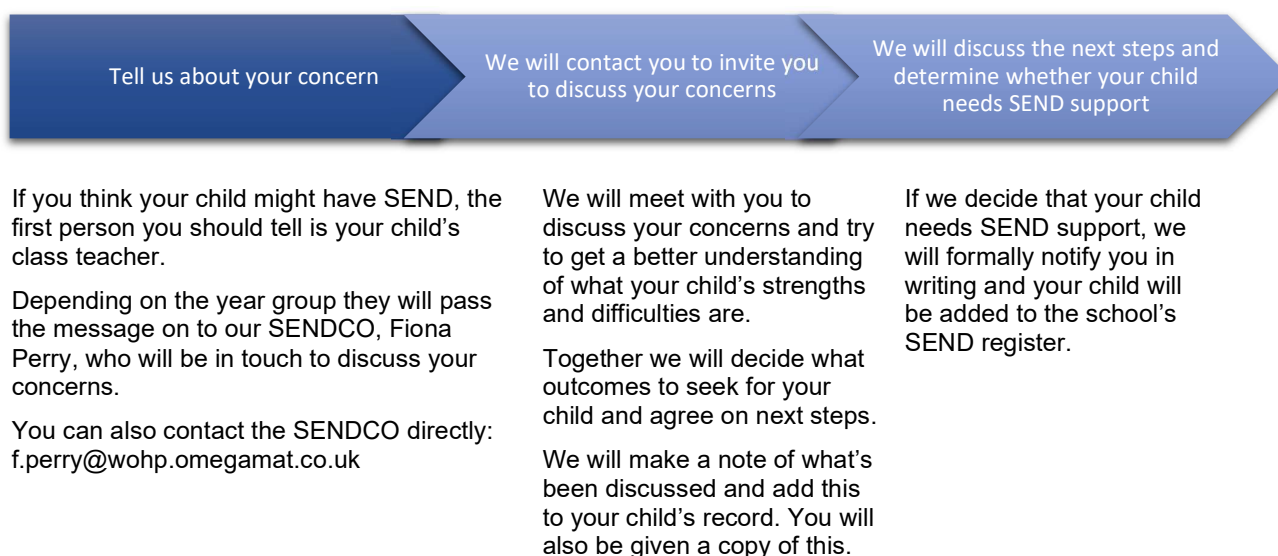 Tell us about your concern
We will contact you to invite you
to discuss your concerns
We will discuss the next steps and
determine whether your child
needs SEND support
If you think your child might have SEND, the
first person you should tell is your child’s
class teacher.
Depending on the year group they will pass
the message on to our SENDCO, Fiona
Perry, who will be in touch to discuss your
concerns.
You can also contact the SENDCO directly:
f.perry@wohp.omegamat.co.uk
We will meet with you to
discuss your concerns and try
to get a better understanding
of what your child’s strengths
and difficulties are.
Together we will decide what
outcomes to seek for your
child and agree on next steps.
We will make a note of what’s
been discussed and add this
to your child’s record. You will
also be given a copy of this.
If we decide that your child
needs SEND support, we
will formally notify you in
writing and your child will
be added to the school’s
SEND register.